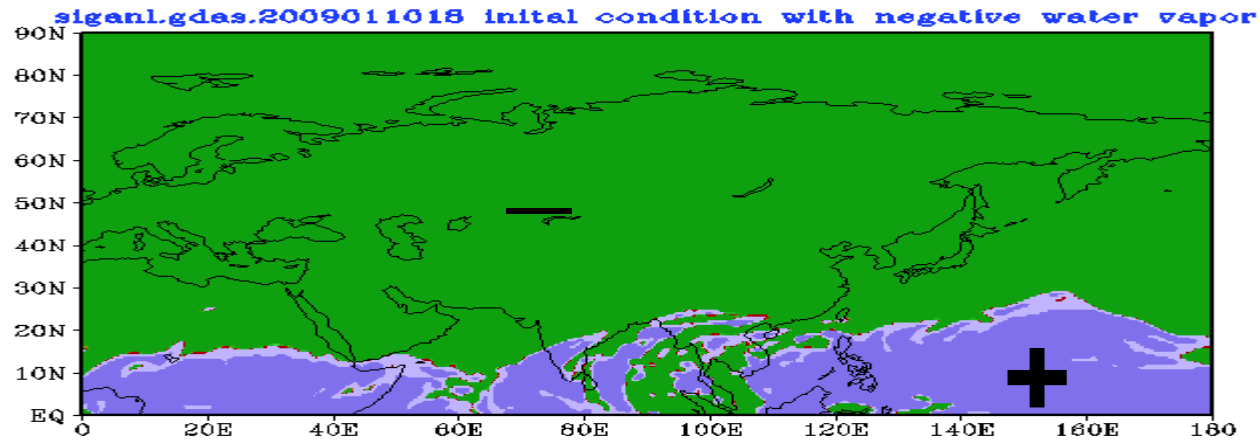 siganl.gdas.2009011018 inital condition with negative water vapor
90N
80N
70N
60N
50N
40N
30N
20N
10N
EQ
0 20E 40E 60E 80E 100E 120E 140E 160E 180